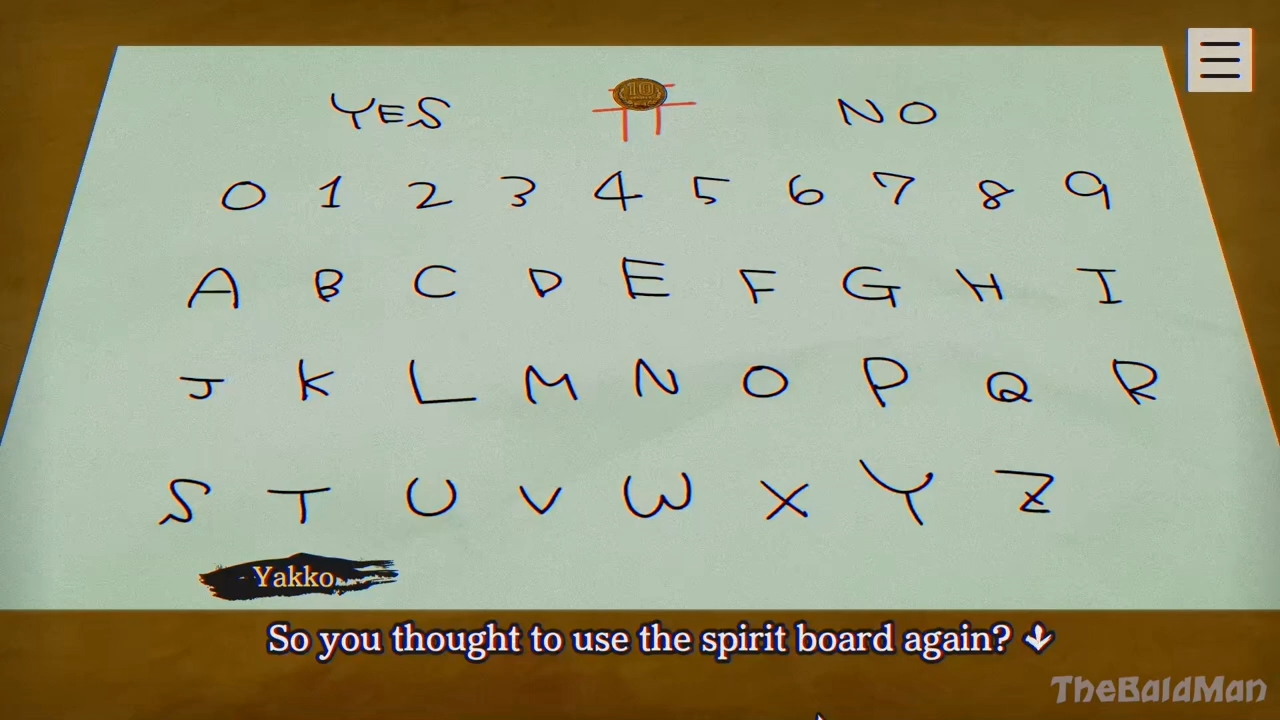 YES 10 NO
0 1 2 3 4 5 6 7 8 9
A B C D E F G H I
J K L M N O P Q R
S T U V W X Y Z
Yakko
So you thought to use the spirit board again?
TheBaldMan